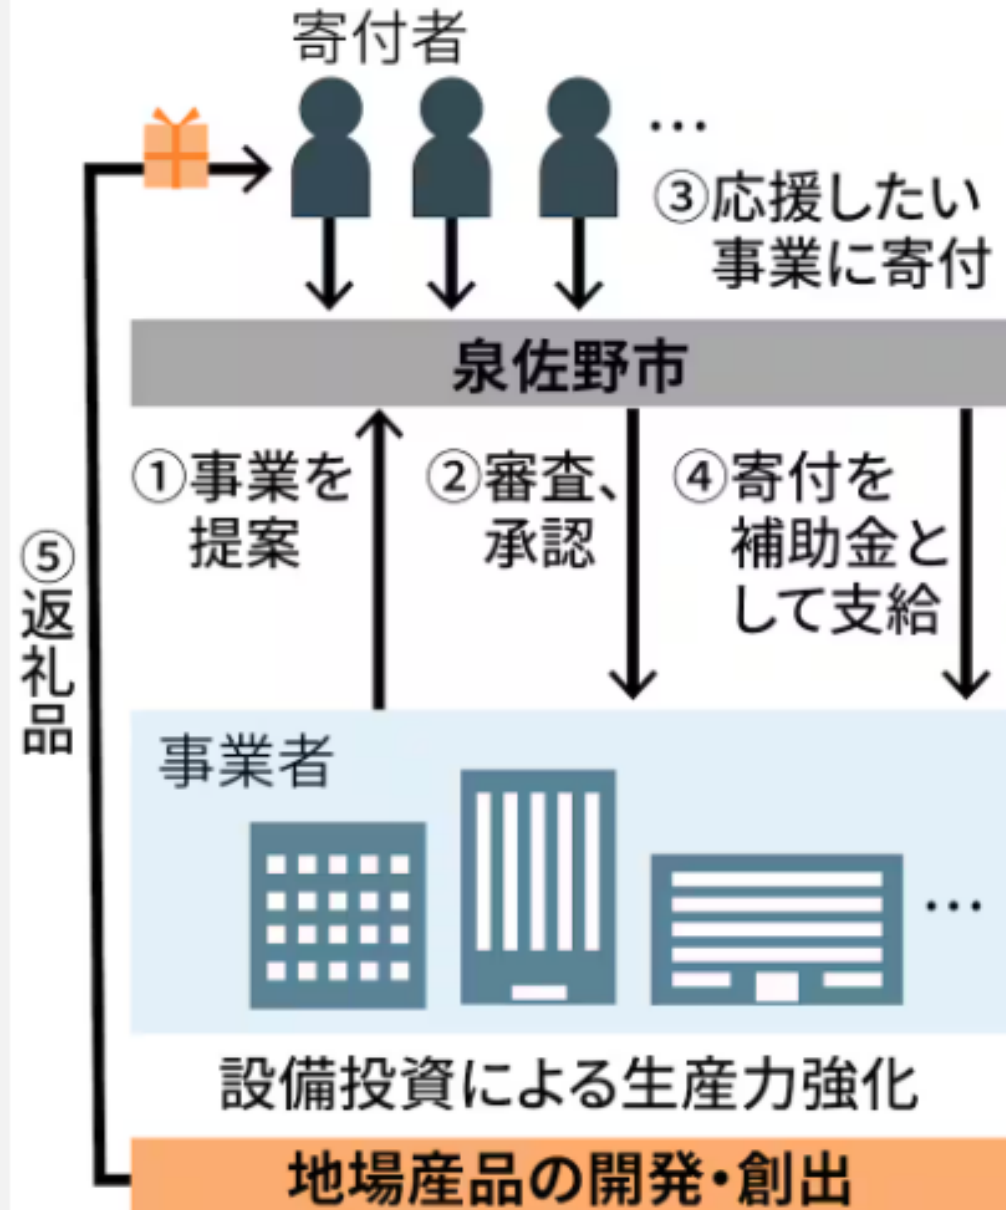 寄付者
…
③応援したい
事業に寄付
泉佐野市
①事業を
提案
②審査、
承認
④寄付を
補助金と
して支給
⑤返礼品
事業者
…
設備投資による生産力強化
地場産品の開発・創出